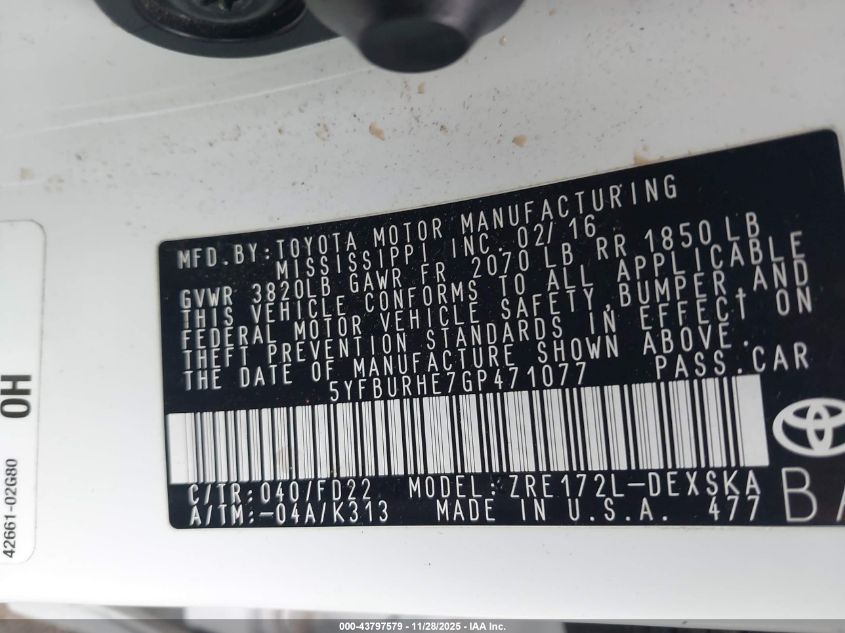 MFD.BY:TOYOTA MOTOR MANUFACTURING
MISSISSIPPI INC. 02/16
GVWR 3820LB GAWR FR 2070 LB RR 1850 LB
THIS VEHICLE CONFORMS TO ALL APPLICABLE
FEDERAL MOTOR VEHICLE SAFETY,BUMPER,AND
THEFT PREVENTION STANDARDS IN EFFECT ON
THE DATE OF MANUFACTURE SHOWN ABOVE.
5YFBURHE7GP471077 PASS.CAR
C/TR:040/FD22 MODEL:ZRE172L-DEXSKA
A/TM:-04A/K313 MADE IN U.S.A. 477
BA
0H
42661-02G80
000-43797579 – 11/28/2025 – IAA Inc.